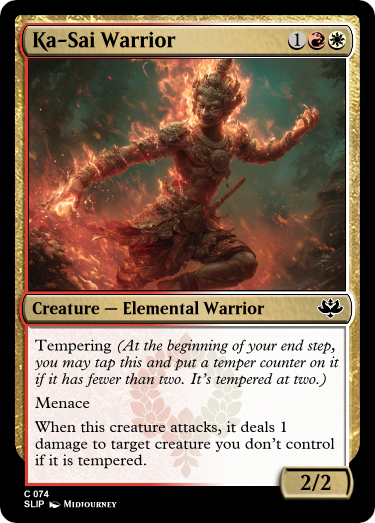 Ka-Sai Warrior 1
Creature — Elemental Warrior
Tempering (At the beginning of your end step,
you may tap this and put a temper counter on it
if it has fewer than two. It's tempered at two.)
Menace
When this creature attacks, it deals 1
damage to target creature you don't control
if it is tempered.
2/2
C 074
SLIP Midjourney